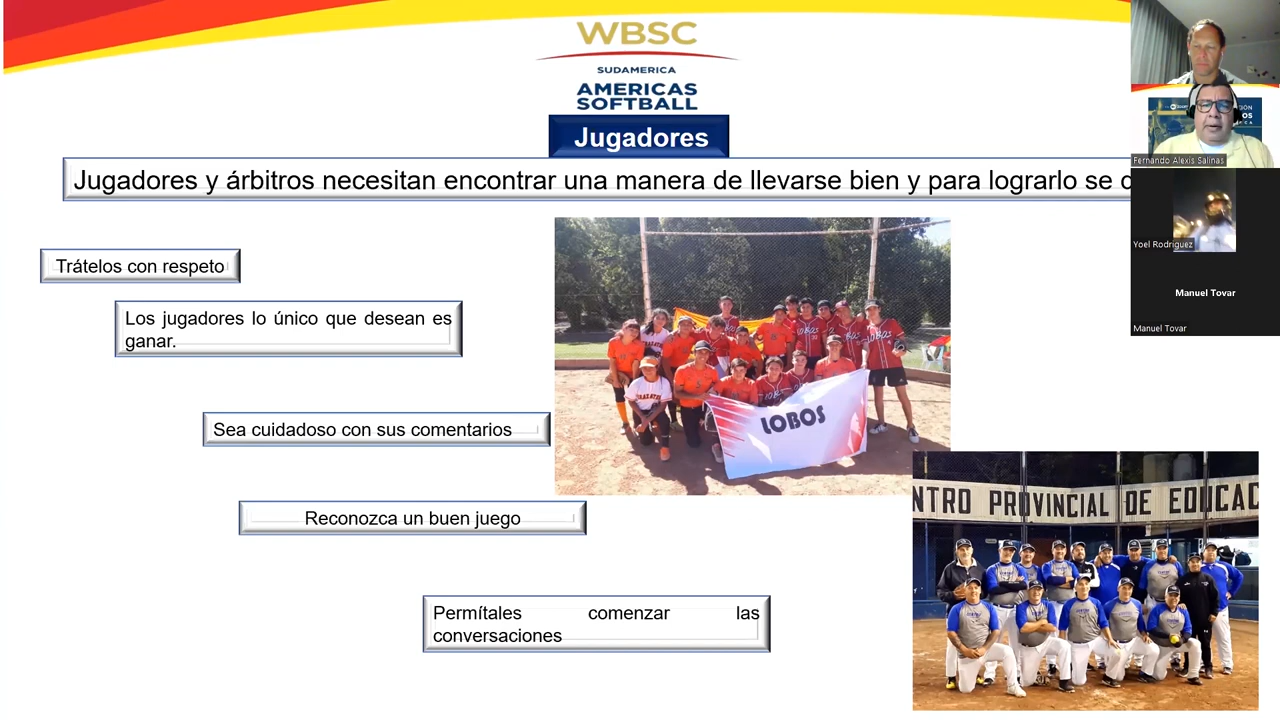 WBSC
SUDAMERICA
AMERICAS
SOFTBALL
Jugadores
Jugadores y árbitros necesitan encontrar una manera de llevarse bien y para lograrlo se
Trátelos con respeto
Los jugadores lo único que desean es
ganar.
Sea cuidadoso con sus comentarios
Reconozca un buen juego
Permítales comenzar las
conversaciones
LOBOS
NTRO PROVINCIAL DE EDUCAC
Fernando Alexis Salinas
Yoel Rodriguez
Manuel Tovar
Manuel Tovar